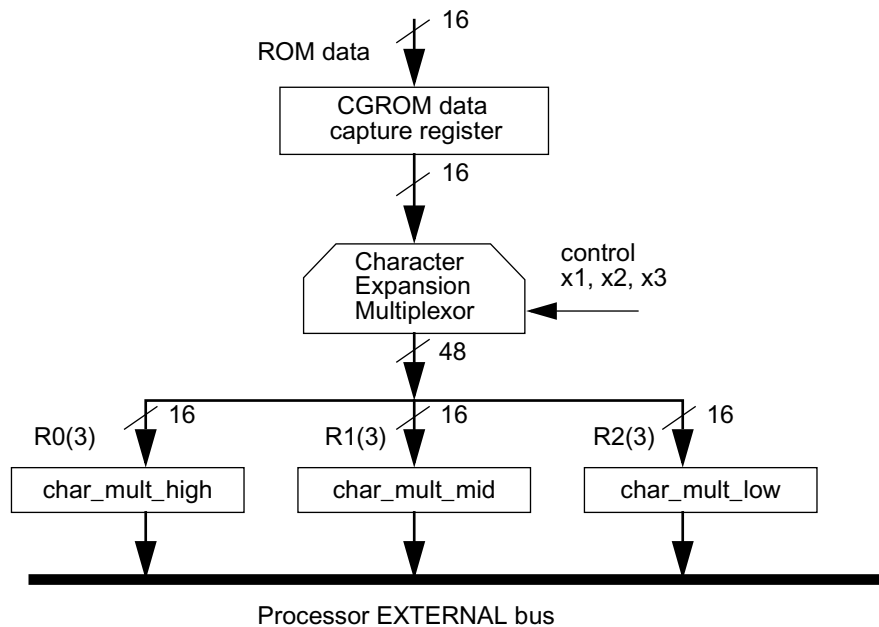 16
ROM data
CGROM data
capture register
16
control
x1, x2, x3
Character
Expansion
Multiplexor
48
16
16
16
R0(3)
R1(3)
R2(3)
char_mult_high
char_mult_mid
char_mult_low
Processor EXTERNAL bus